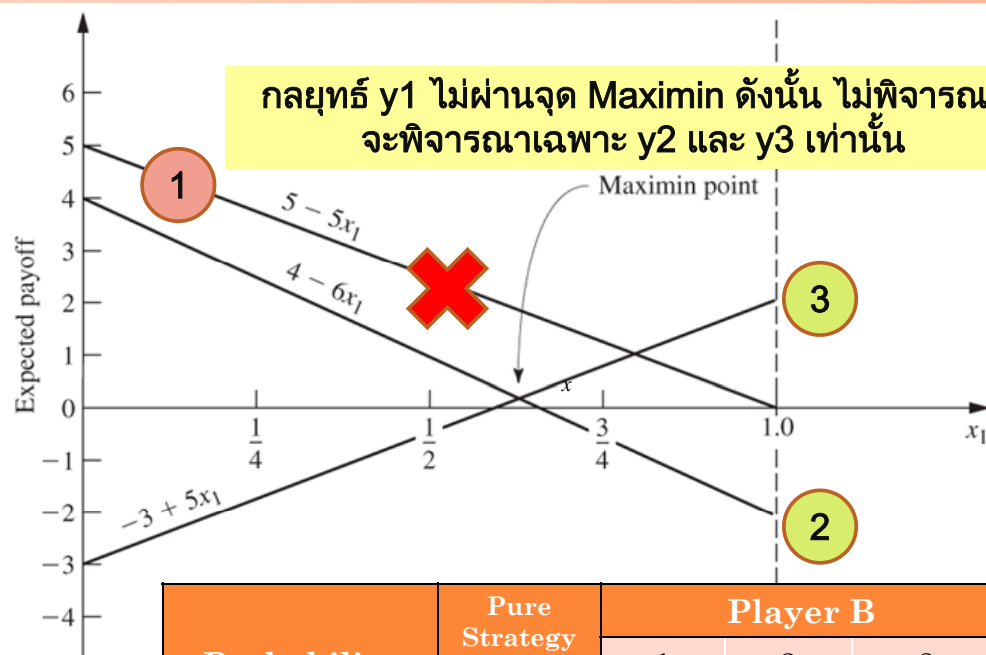 กลยุทธ์ y1 ไม่ผ่านจุด Maximin ดังนั้น ไม่พิจารณ
จะพิจารณาเฉพาะ y2 และ y3 เท่านั้น
Expected payoff
6
5
4
3
2
1
0
−1
−2
−3
−4
1
5 − 5x₁
4 − 6x₁
−3 + 5x₁
Maximin point
x
3
2
1/4
1/2
3/4
1.0
x₁
Pure
Strategy
Player B